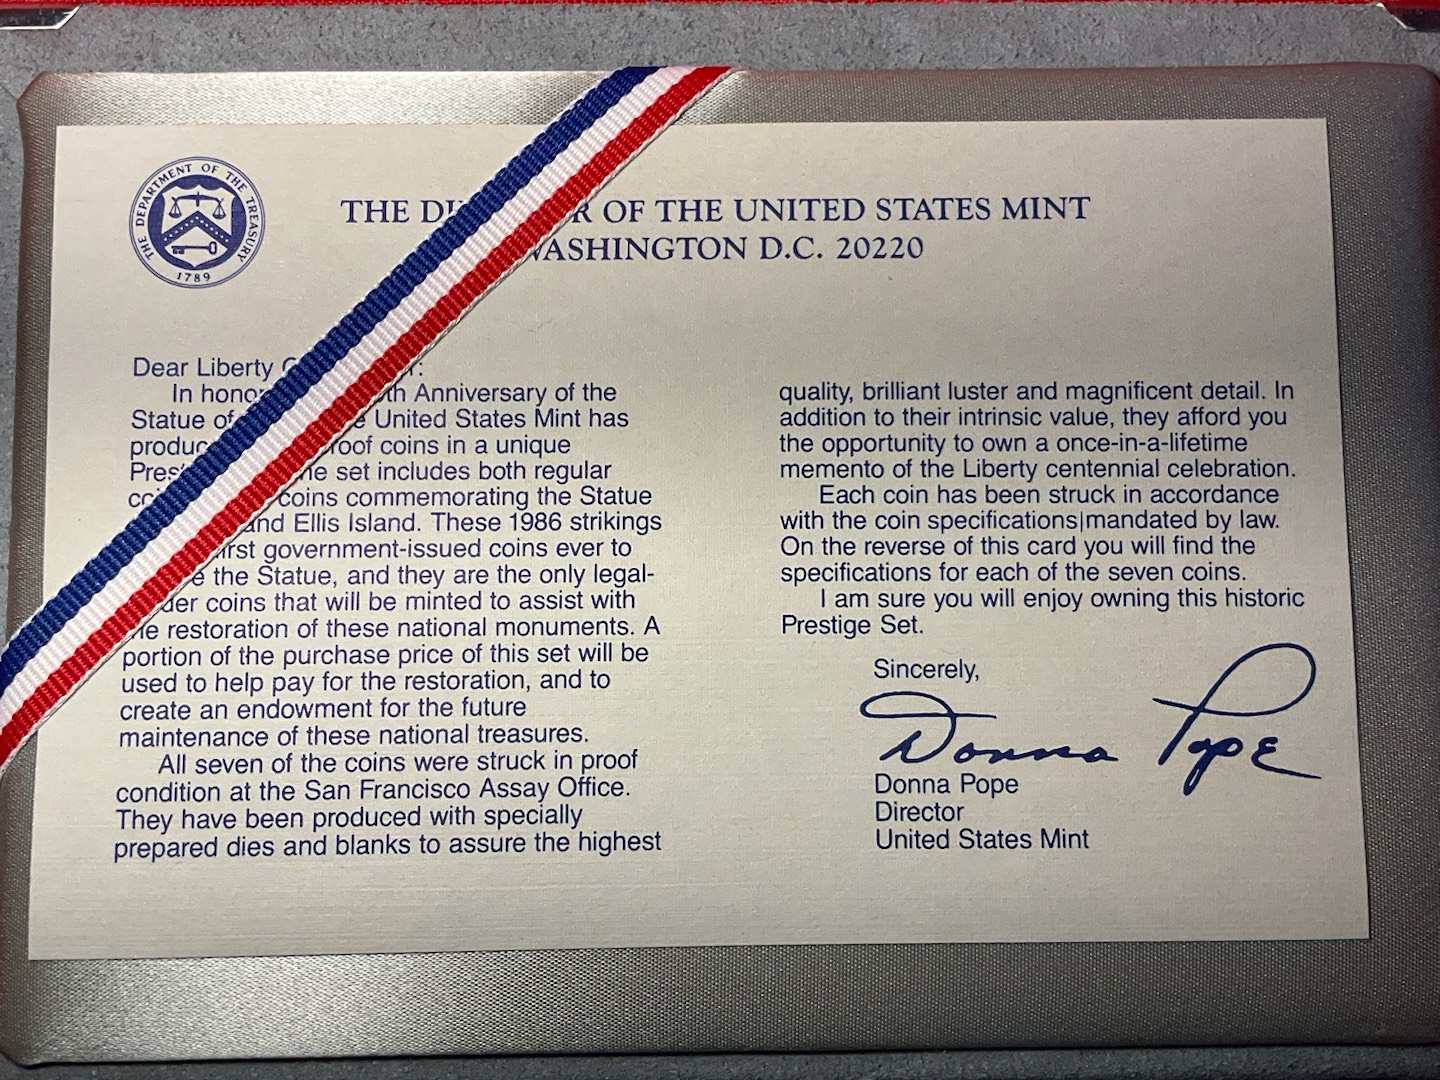 THE DEPARTMENT OF THE TREASURY
1789
THE OF THE UNITED STATES MINT
WASHINGTON D.C. 20220
Dear Liberty
In honor Anniversary of the
Statue of United States Mint has
coins in a unique
set includes both regular
coins commemorating the Statue
and Ellis Island. These 1986 strikings
first government-issued coins ever to
the Statue, and they are the only legal-
coins that will be minted to assist with
the restoration of these national monuments. A
portion of the purchase price of this set will be
used to help pay for the restoration, and to
create an endowment for the future
maintenance of these national treasures.
All seven of the coins were struck in proof
condition at the San Francisco Assay Office.
They have been produced with specially
prepared dies and blanks to assure the highest
quality, brilliant luster and magnificent detail. In
addition to their intrinsic value, they afford you
the opportunity to own a once-in-a-lifetime
memento of the Liberty centennial celebration.
Each coin has been struck in accordance
with the coin specifications|mandated by law.
On the reverse of this card you will find the
specifications for each of the seven coins.
I am sure you will enjoy owning this historic
Prestige Set.
Sincerely,
Donna Pope
Donna Pope
Director
United States Mint